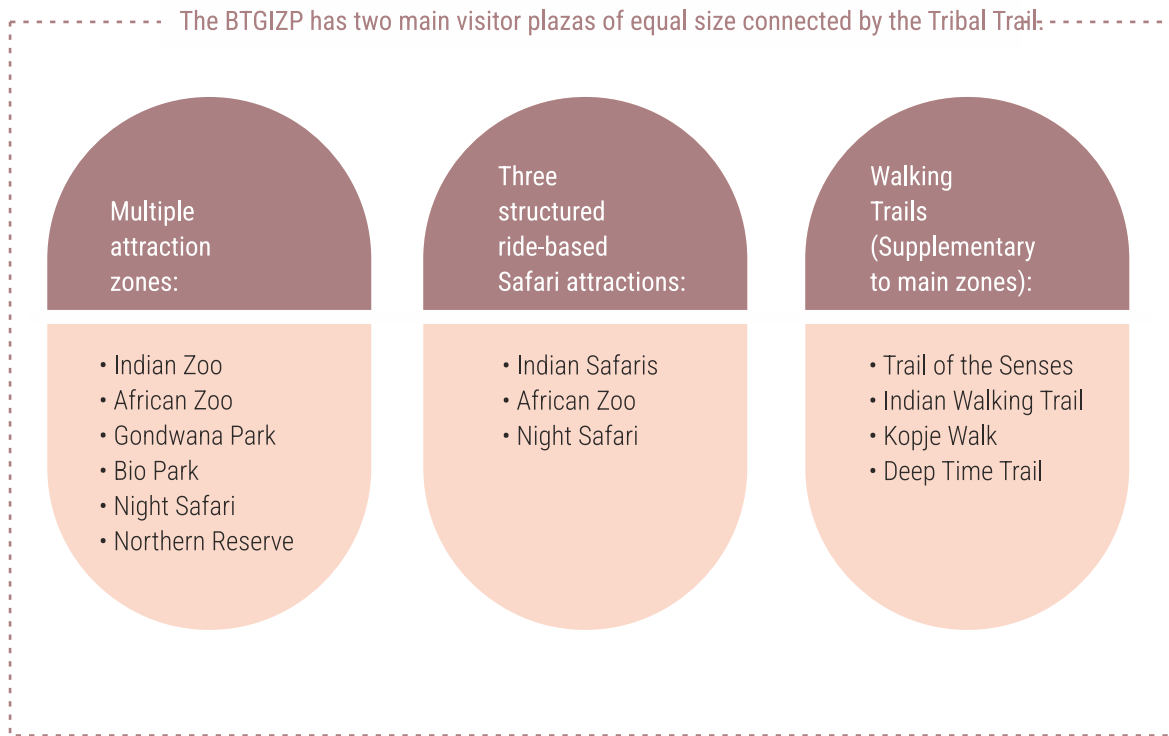 The BTGIZP has two main visitor plazas of equal size connected by the Tribal Trail:
Multiple
attraction
zones:
• Indian Zoo
• African Zoo
• Gondwana Park
• Bio Park
• Night Safari
• Northern Reserve
Three
structured
ride-based
Safari attractions:
• Indian Safaris
• African Zoo
• Night Safari
Walking
Trails
(Supplementary
to main zones):
• Trail of the Senses
• Indian Walking Trail
• Kopje Walk
• Deep Time Trail